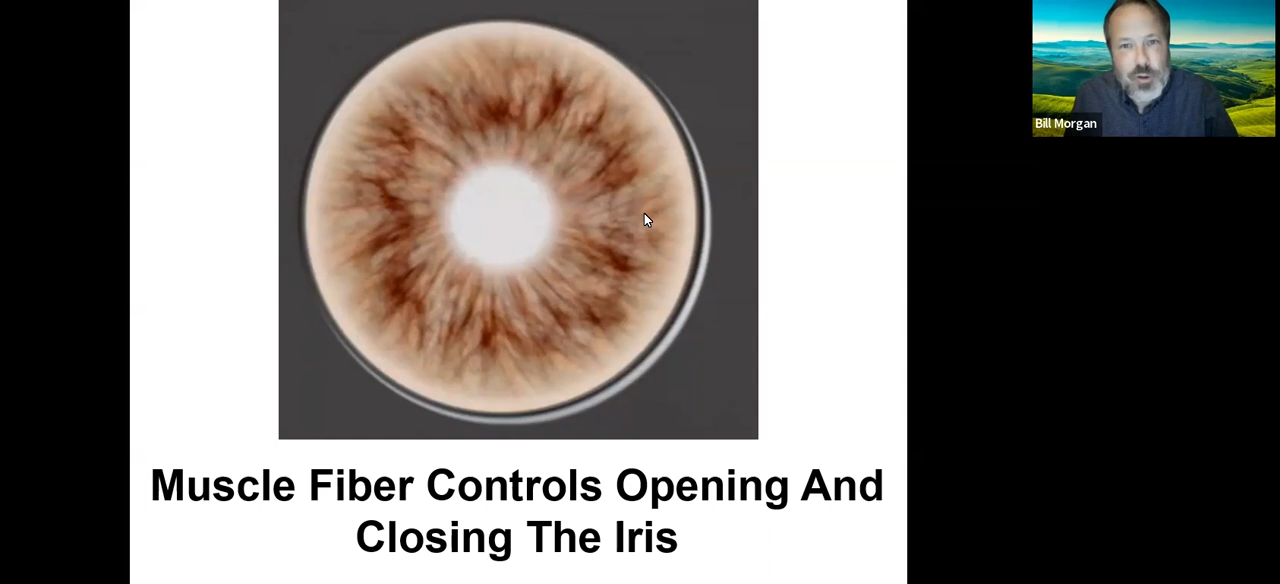 Bill Morgan
Muscle Fiber Controls Opening And
Closing The Iris